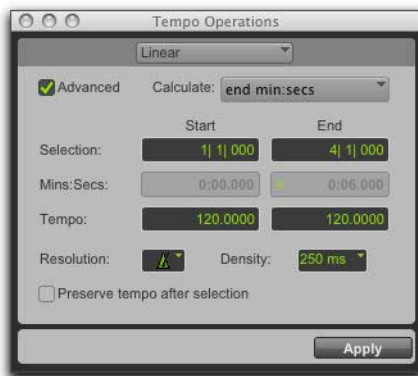 Tempo Operations
Linear
Advanced Calculate: end min:secs
Start End
Selection: 1| 1| 000 4| 1| 000
Mins:Secs: 0:00.000 0:06.000
Tempo: 120.0000 120.0000
Resolution: Density: 250 ms
Preserve tempo after selection
Apply